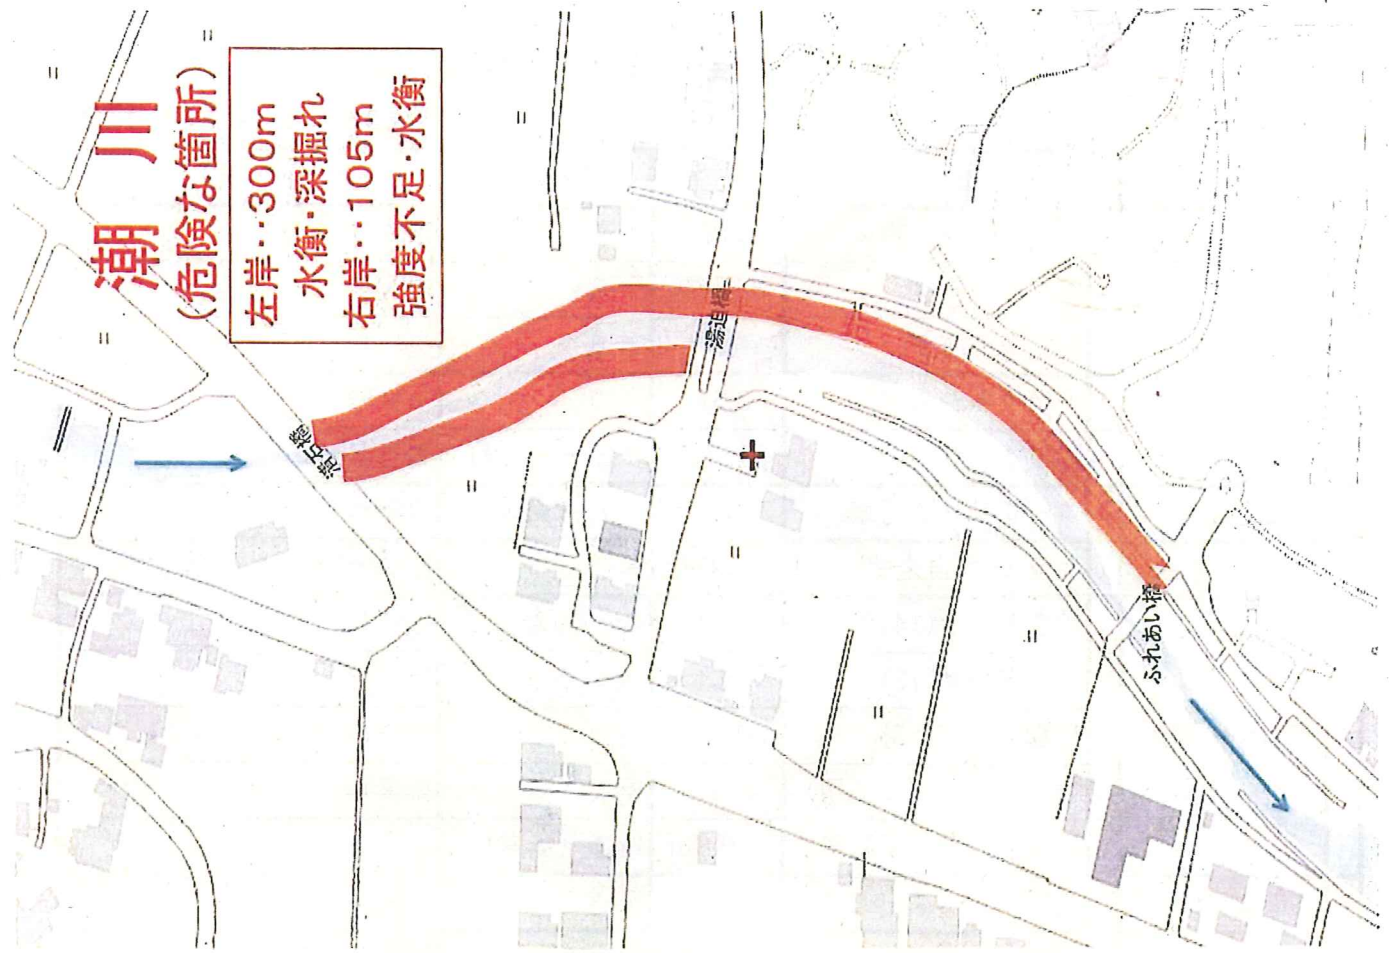 潮川
(危険な箇所)
左岸‥300m
水衝・深掘れ
右岸‥105m
強度不足・水衝
湯迫橋
ふれあい橋